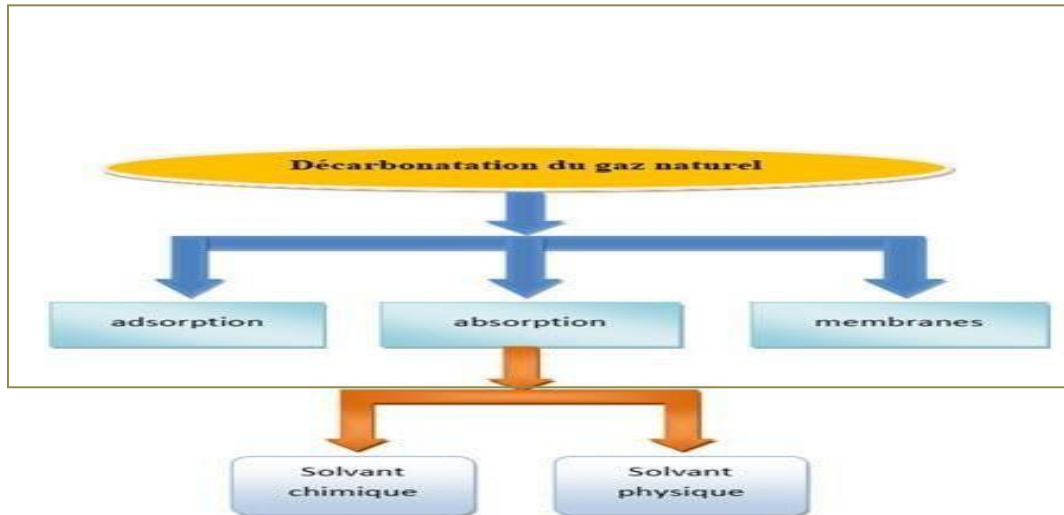 Décarbonatation du gaz naturel
adsorption
absorption
membranes
Solvant
chimique
Solvant
physique